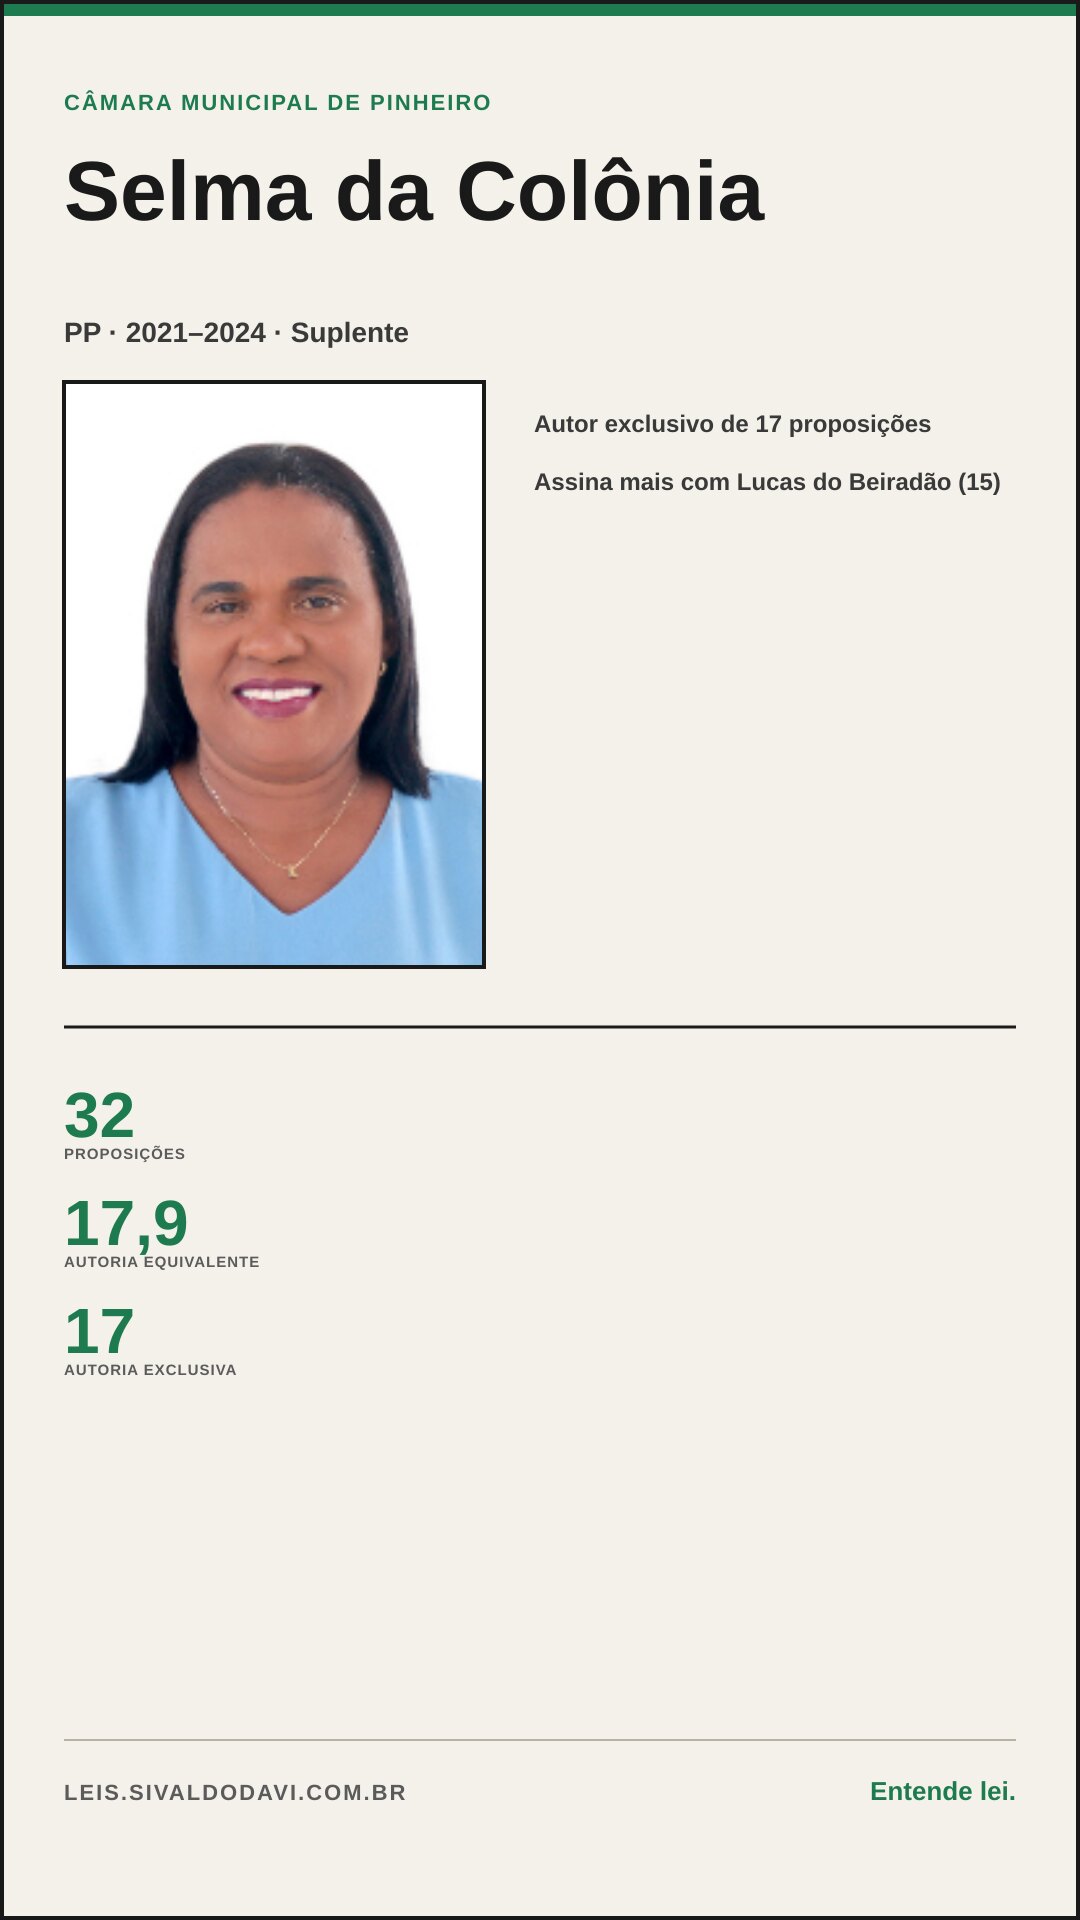 CÂMARA MUNICIPAL DE PINHEIRO
Selma da Colônia
PP · 2021–2024 · Suplente
Autor exclusivo de 17 proposições
Assina mais com Lucas do Beiradão (15)
32
PROPOSIÇÕES
17,9
AUTORIA EQUIVALENTE
17
AUTORIA EXCLUSIVA
LEIS.SIVALDODAVI.COM.BR
Entende lei.